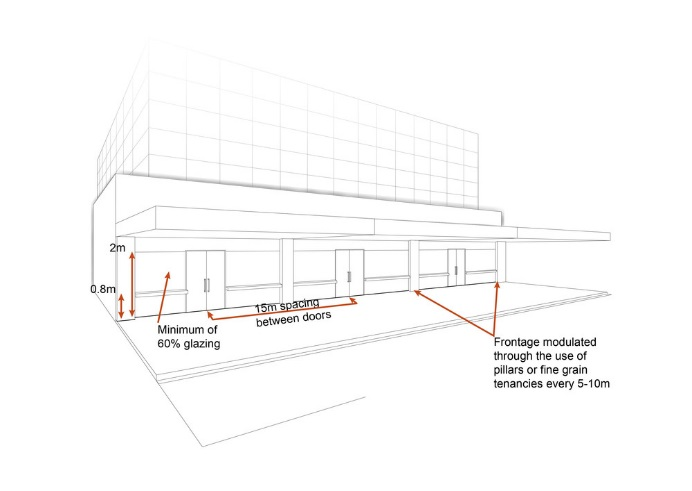 2m
0.8m
15m spacing
between doors
Minimum of
60% glazing
Frontage modulated
through the use of
pillars or fine grain
tenancies every 5-10m